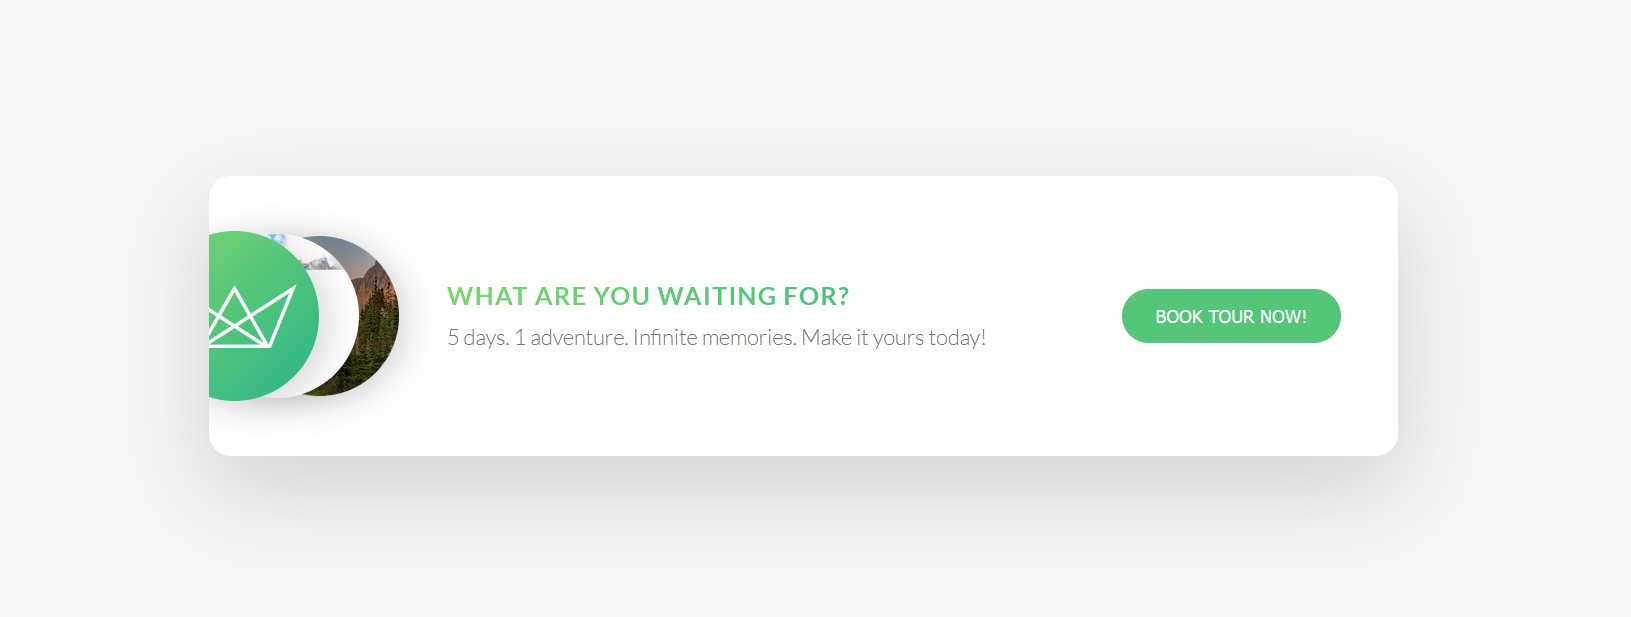 WHAT ARE YOU WAITING FOR?
5 days. 1 adventure. Infinite memories. Make it yours today!
BOOK TOUR NOW!